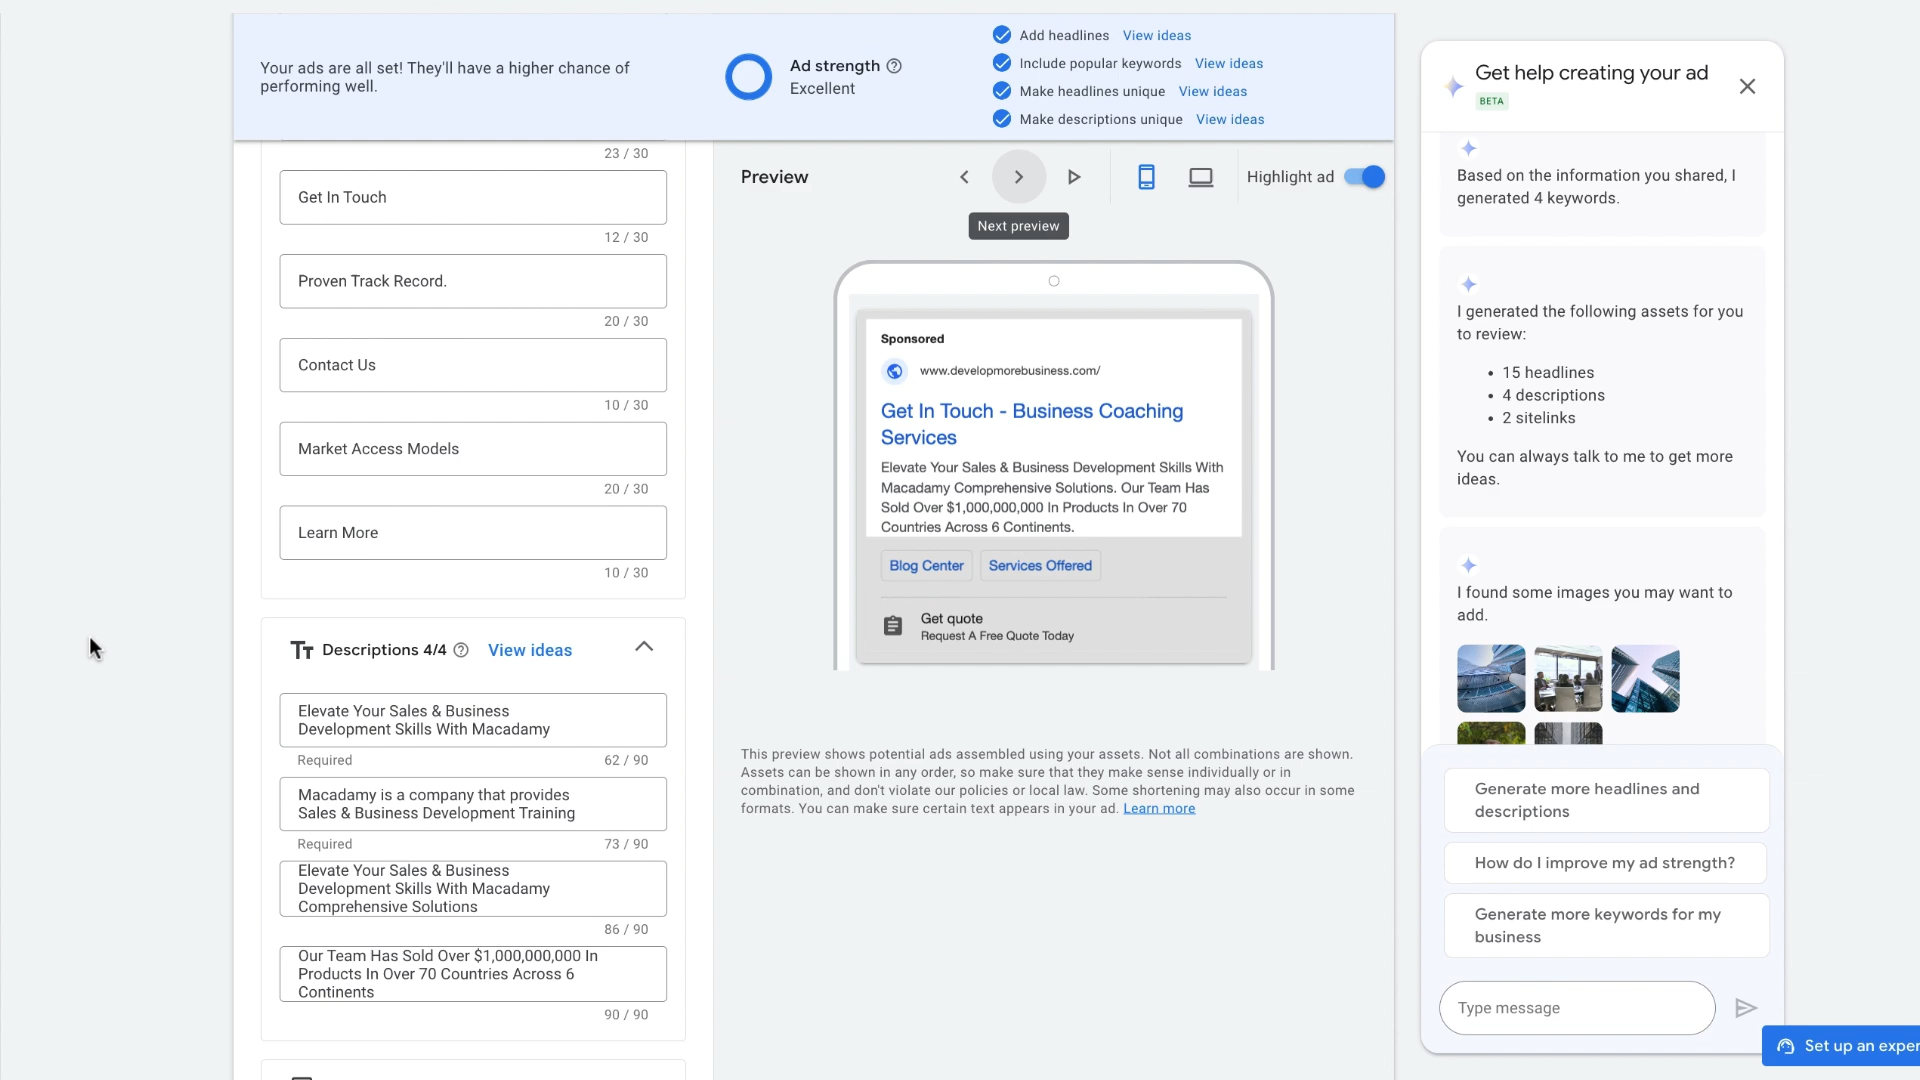 Your ads are all set! They'll have a higher chance of
performing well.
Ad strength
Excellent
Add headlines View ideas
Include popular keywords View ideas
Make headlines unique View ideas
Make descriptions unique View ideas
23 / 30
Get In Touch
12 / 30
Proven Track Record.
20 / 30
Contact Us
10 / 30
Market Access Models
20 / 30
Learn More
10 / 30
Tт Descriptions 4/4 View ideas
Elevate Your Sales & Business
Development Skills With Macadamy
Required 62 / 90
Macadamy is a company that provides
Sales & Business Development Training
Required 73 / 90
Elevate Your Sales & Business
Development Skills With Macadamy
Comprehensive Solutions
86 / 90
Our Team Has Sold Over $1,000,000,000 In
Products In Over 70 Countries Across 6
Continents
90 / 90
Preview
Highlight ad
Next preview
Sponsored
www.developmorebusiness.com/
Get In Touch - Business Coaching
Services
Elevate Your Sales & Business Development Skills With
Macadamy Comprehensive Solutions. Our Team Has
Sold Over $1,000,000,000 In Products In Over 70
Countries Across 6 Continents.
Blog Center Services Offered
Get quote
Request A Free Quote Today
This preview shows potential ads assembled using your assets. Not all combinations are shown.
Assets can be shown in any order, so make sure that they make sense individually or in
combination, and don't violate our policies or local law. Some shortening may also occur in some
formats. You can make sure certain text appears in your ad. Learn more
Get help creating your ad
BETA
Based on the information you shared, I
generated 4 keywords.
I generated the following assets for you
to review:
• 15 headlines
• 4 descriptions
• 2 sitelinks
You can always talk to me to get more
ideas.
I found some images you may want to
add.
Generate more headlines and
descriptions
How do I improve my ad strength?
Generate more keywords for my
business
Type message
Set up an exper